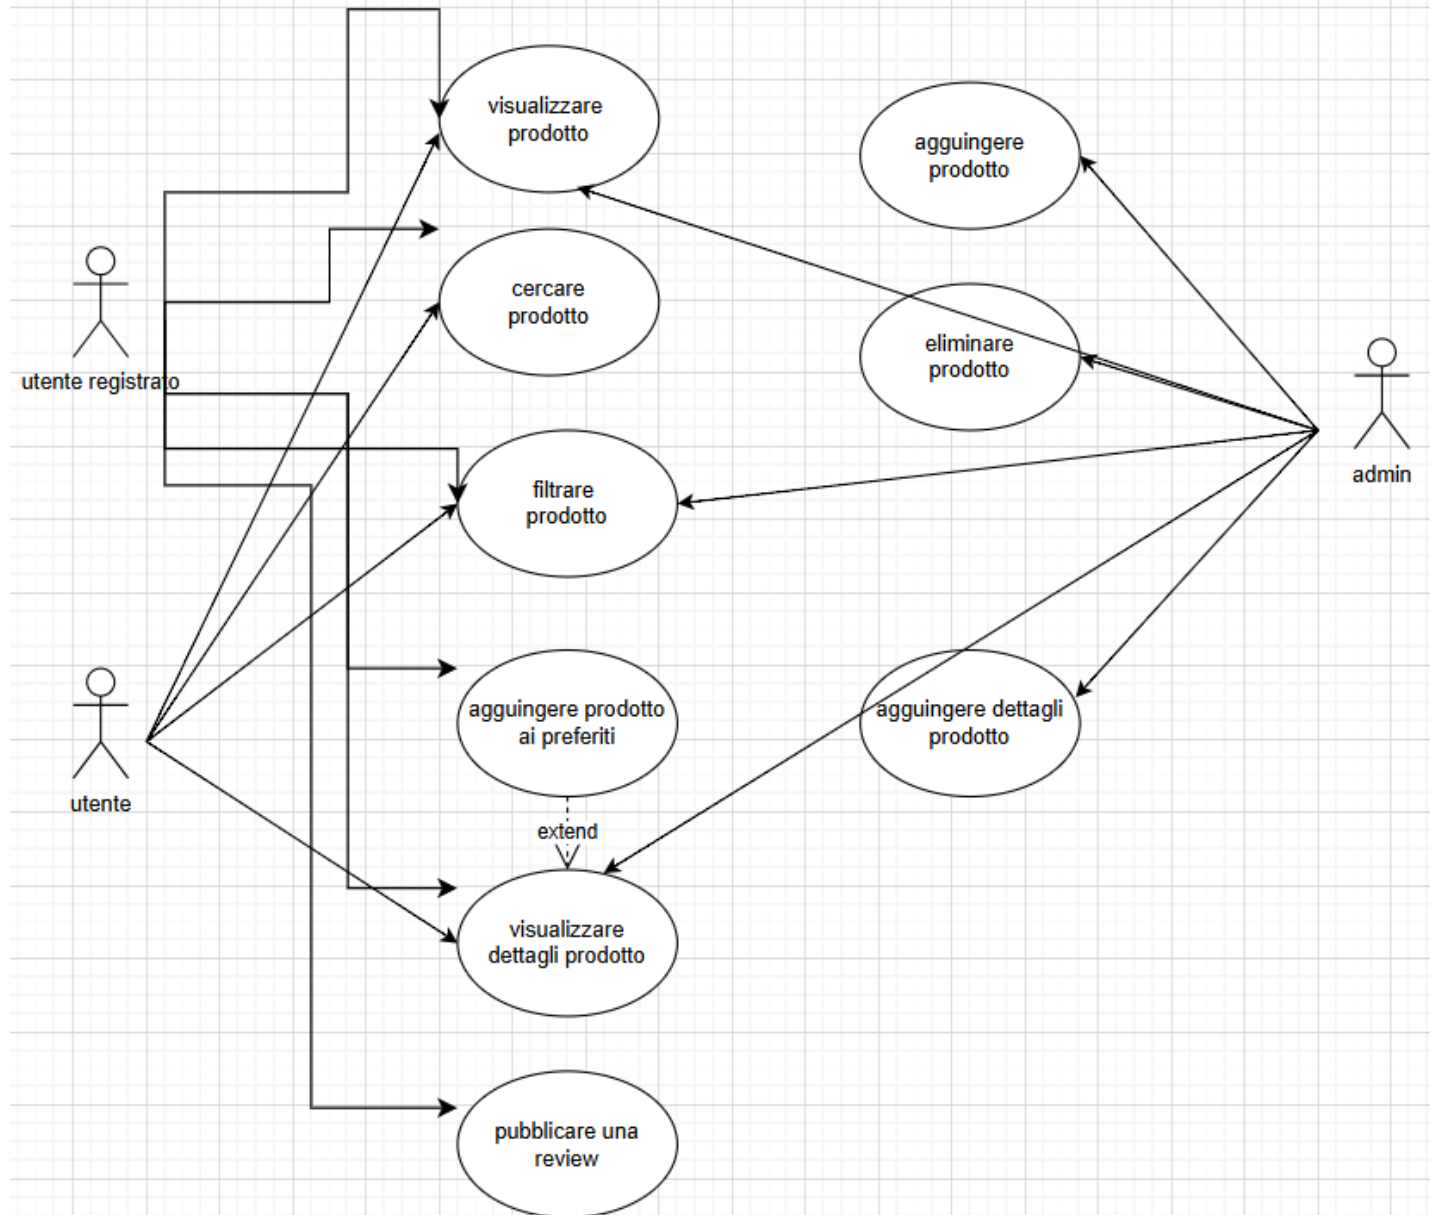 visualizzare
prodotto
agguingere
prodotto
cercare
prodotto
eliminare
prodotto
utente registrato
admin
filtrare
prodotto
agguingere prodotto
ai preferiti
agguingere dettagli
prodotto
utente
extend
visualizzare
dettagli prodotto
pubblicare una
review